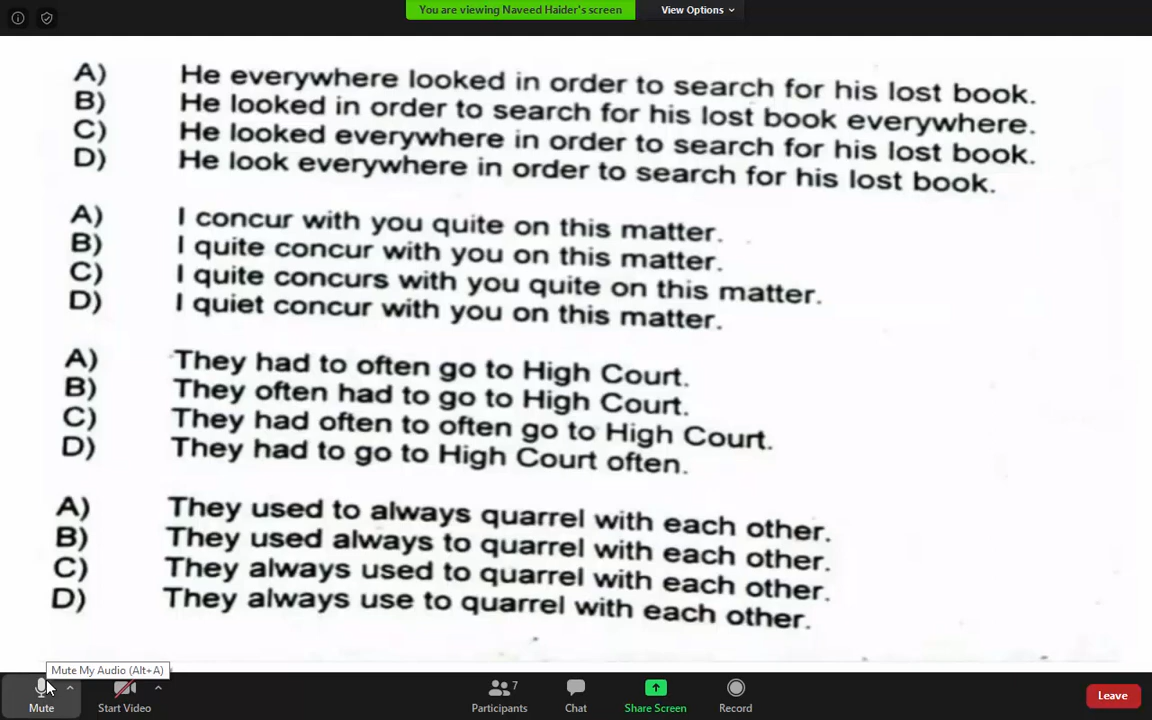 You are viewing Naveed Haider's screen
View Options
A) He everywhere looked in order to search for his lost book.
B) He looked in order to search for his lost book everywhere.
C) He looked everywhere in order to search for his lost book.
D) He look everywhere in order to search for his lost book.
A) I concur with you quite on this matter.
B) I quite concur with you on this matter.
C) I quite concurs with you quite on this matter.
D) I quiet concur with you on this matter.
A) They had to often go to High Court.
B) They often had to go to High Court.
C) They had often to often go to High Court.
D) They had to go to High Court often.
A) They used to always quarrel with each other.
B) They used always to quarrel with each other.
C) They always used to quarrel with each other.
D) They always use to quarrel with each other.
Mute My Audio (Alt+A)
7
Mute Start Video Participants Chat Share Screen Record Leave